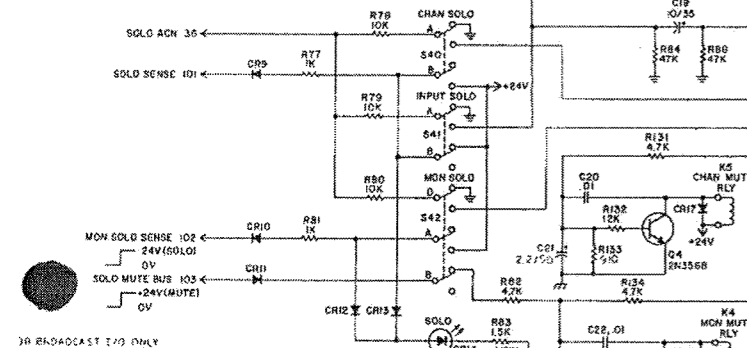 C19
10/35
R78
10K
CHAN SOLO
SOLO ACN 36
A
S40
R84
47K
R86
47K
R77
1K
CR9
SOLO SENSE 101
B
+24V
R79
10K
INPUT SOLO
A
S41
R131
4.7K
B
K5
CHAN MUT
RLY
R80
10K
MON SOLO
C20
.01
D
CR17
R132
12K
S42
R81
1K
CR10
MON SOLO SENSE 102
A
+24V
24V(SOLO)
0V
C21
R133
Q4
2N3568
CR11
SOLO MUTE BUS 103
B
R82
4.7K
R134
4.7K
+24V(MUTE)
0V
CR12
CR13
K4
MON MUT
RLY
SOLO
R83
1.5K
C22,.01
BROADCAST I/O ONLY